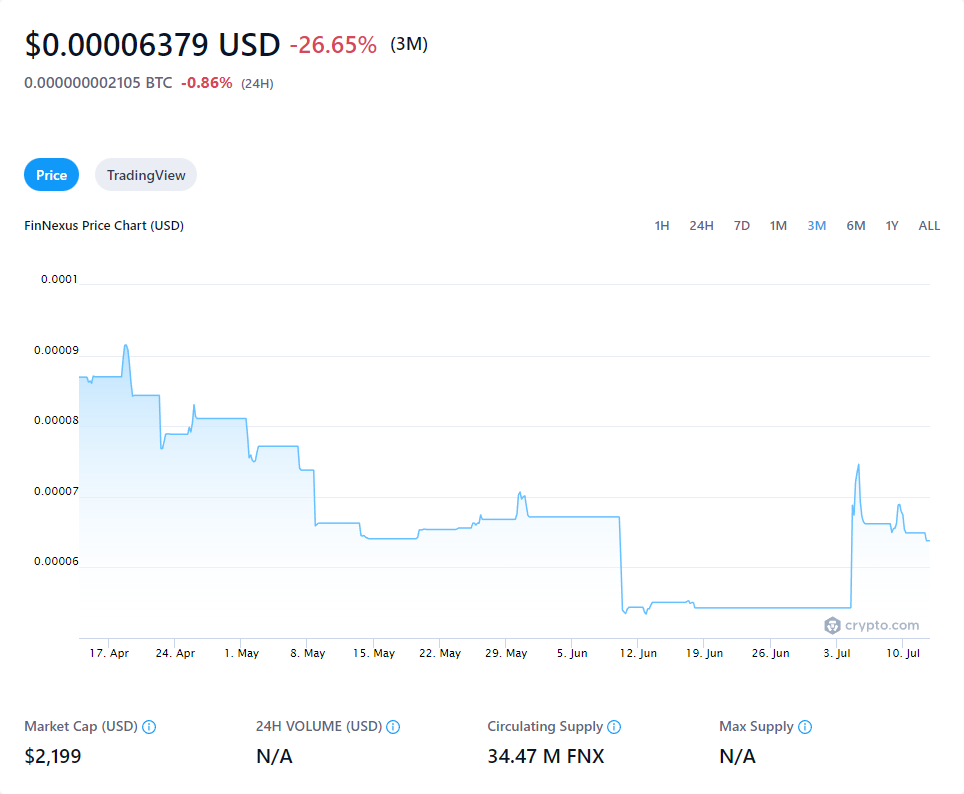 $0.00006379 USD -26.65% (3M)
0.000000002105 BTC -0.86% (24H)
Price TradingView
FinNexus Price Chart (USD) 1H 24H 7D 1M 3M 6M 1Y ALL
0.0001
0.00009
0.00008
0.00007
0.00006
crypto.com
17. Apr 24. Apr 1. May 8. May 15. May 22. May 29. May 5. Jun 12. Jun 19. Jun 26. Jun 3. Jul 10. Jul
Market Cap (USD) 24H VOLUME (USD) Circulating Supply Max Supply
$2,199 N/A 34.47 M FNX N/A